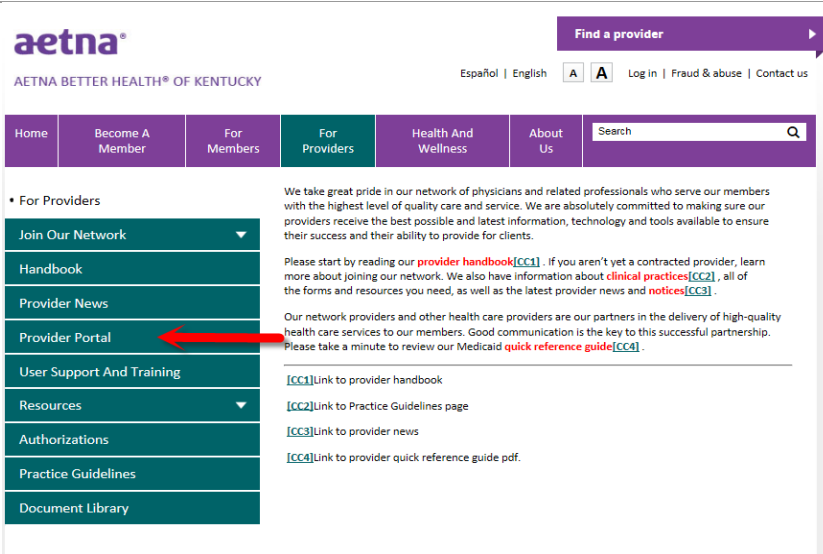 Find a provider
aetna®
AETNA BETTER HEALTH® OF KENTUCKY
Español | English A A Log in | Fraud & abuse | Contact us
Home
Become A
Member
For
Members
For
Providers
Health And
Wellness
About
Us
Search
• For Providers
Join Our Network
Handbook
Provider News
Provider Portal
User Support And Training
Resources
Authorizations
Practice Guidelines
Document Library
We take great pride in our network of physicians and related professionals who serve our members
with the highest level of quality care and service. We are absolutely committed to making sure our
providers receive the best possible and latest information, technology and tools available to ensure
their success and their ability to provide for clients.
Please start by reading our provider handbook[CC1] . If you aren’t yet a contracted provider, learn
more about joining our network. We also have information about clinical practices[CC2] , all of
the forms and resources you need, as well as the latest provider news and notices[CC3] .
Our network providers and other health care providers are our partners in the delivery of high-quality
health care services to our members. Good communication is the key to this successful partnership.
Please take a minute to review our Medicaid quick reference guide[CC4] .
[CC1]Link to provider handbook
[CC2]Link to Practice Guidelines page
[CC3]Link to provider news
[CC4]Link to provider quick reference guide pdf.